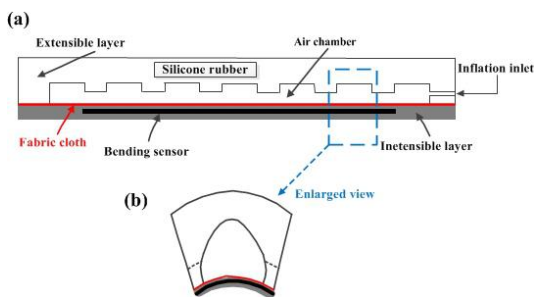 (a)
Extensible layer
Silicone rubber
Air chamber
Inflation inlet
Fabric cloth
Bending sensor
Inetensible layer
(b)
Enlarged view